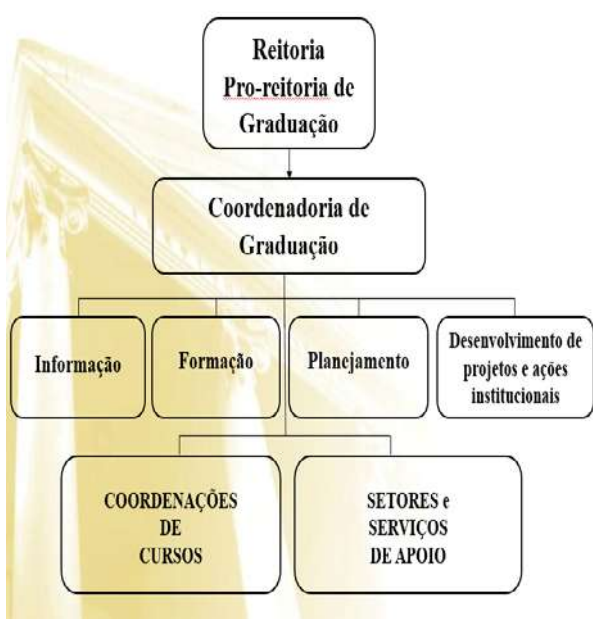 Reitoria
Pro-reitoria de
Graduação
Coordenadoria de
Graduação
Informação
Formação
Planejamento
Desenvolvimento de
projetos e ações
institucionais
COORDENAÇÕES
DE
CURSOS
SETORES e
SERVIÇOS
DE APOIO